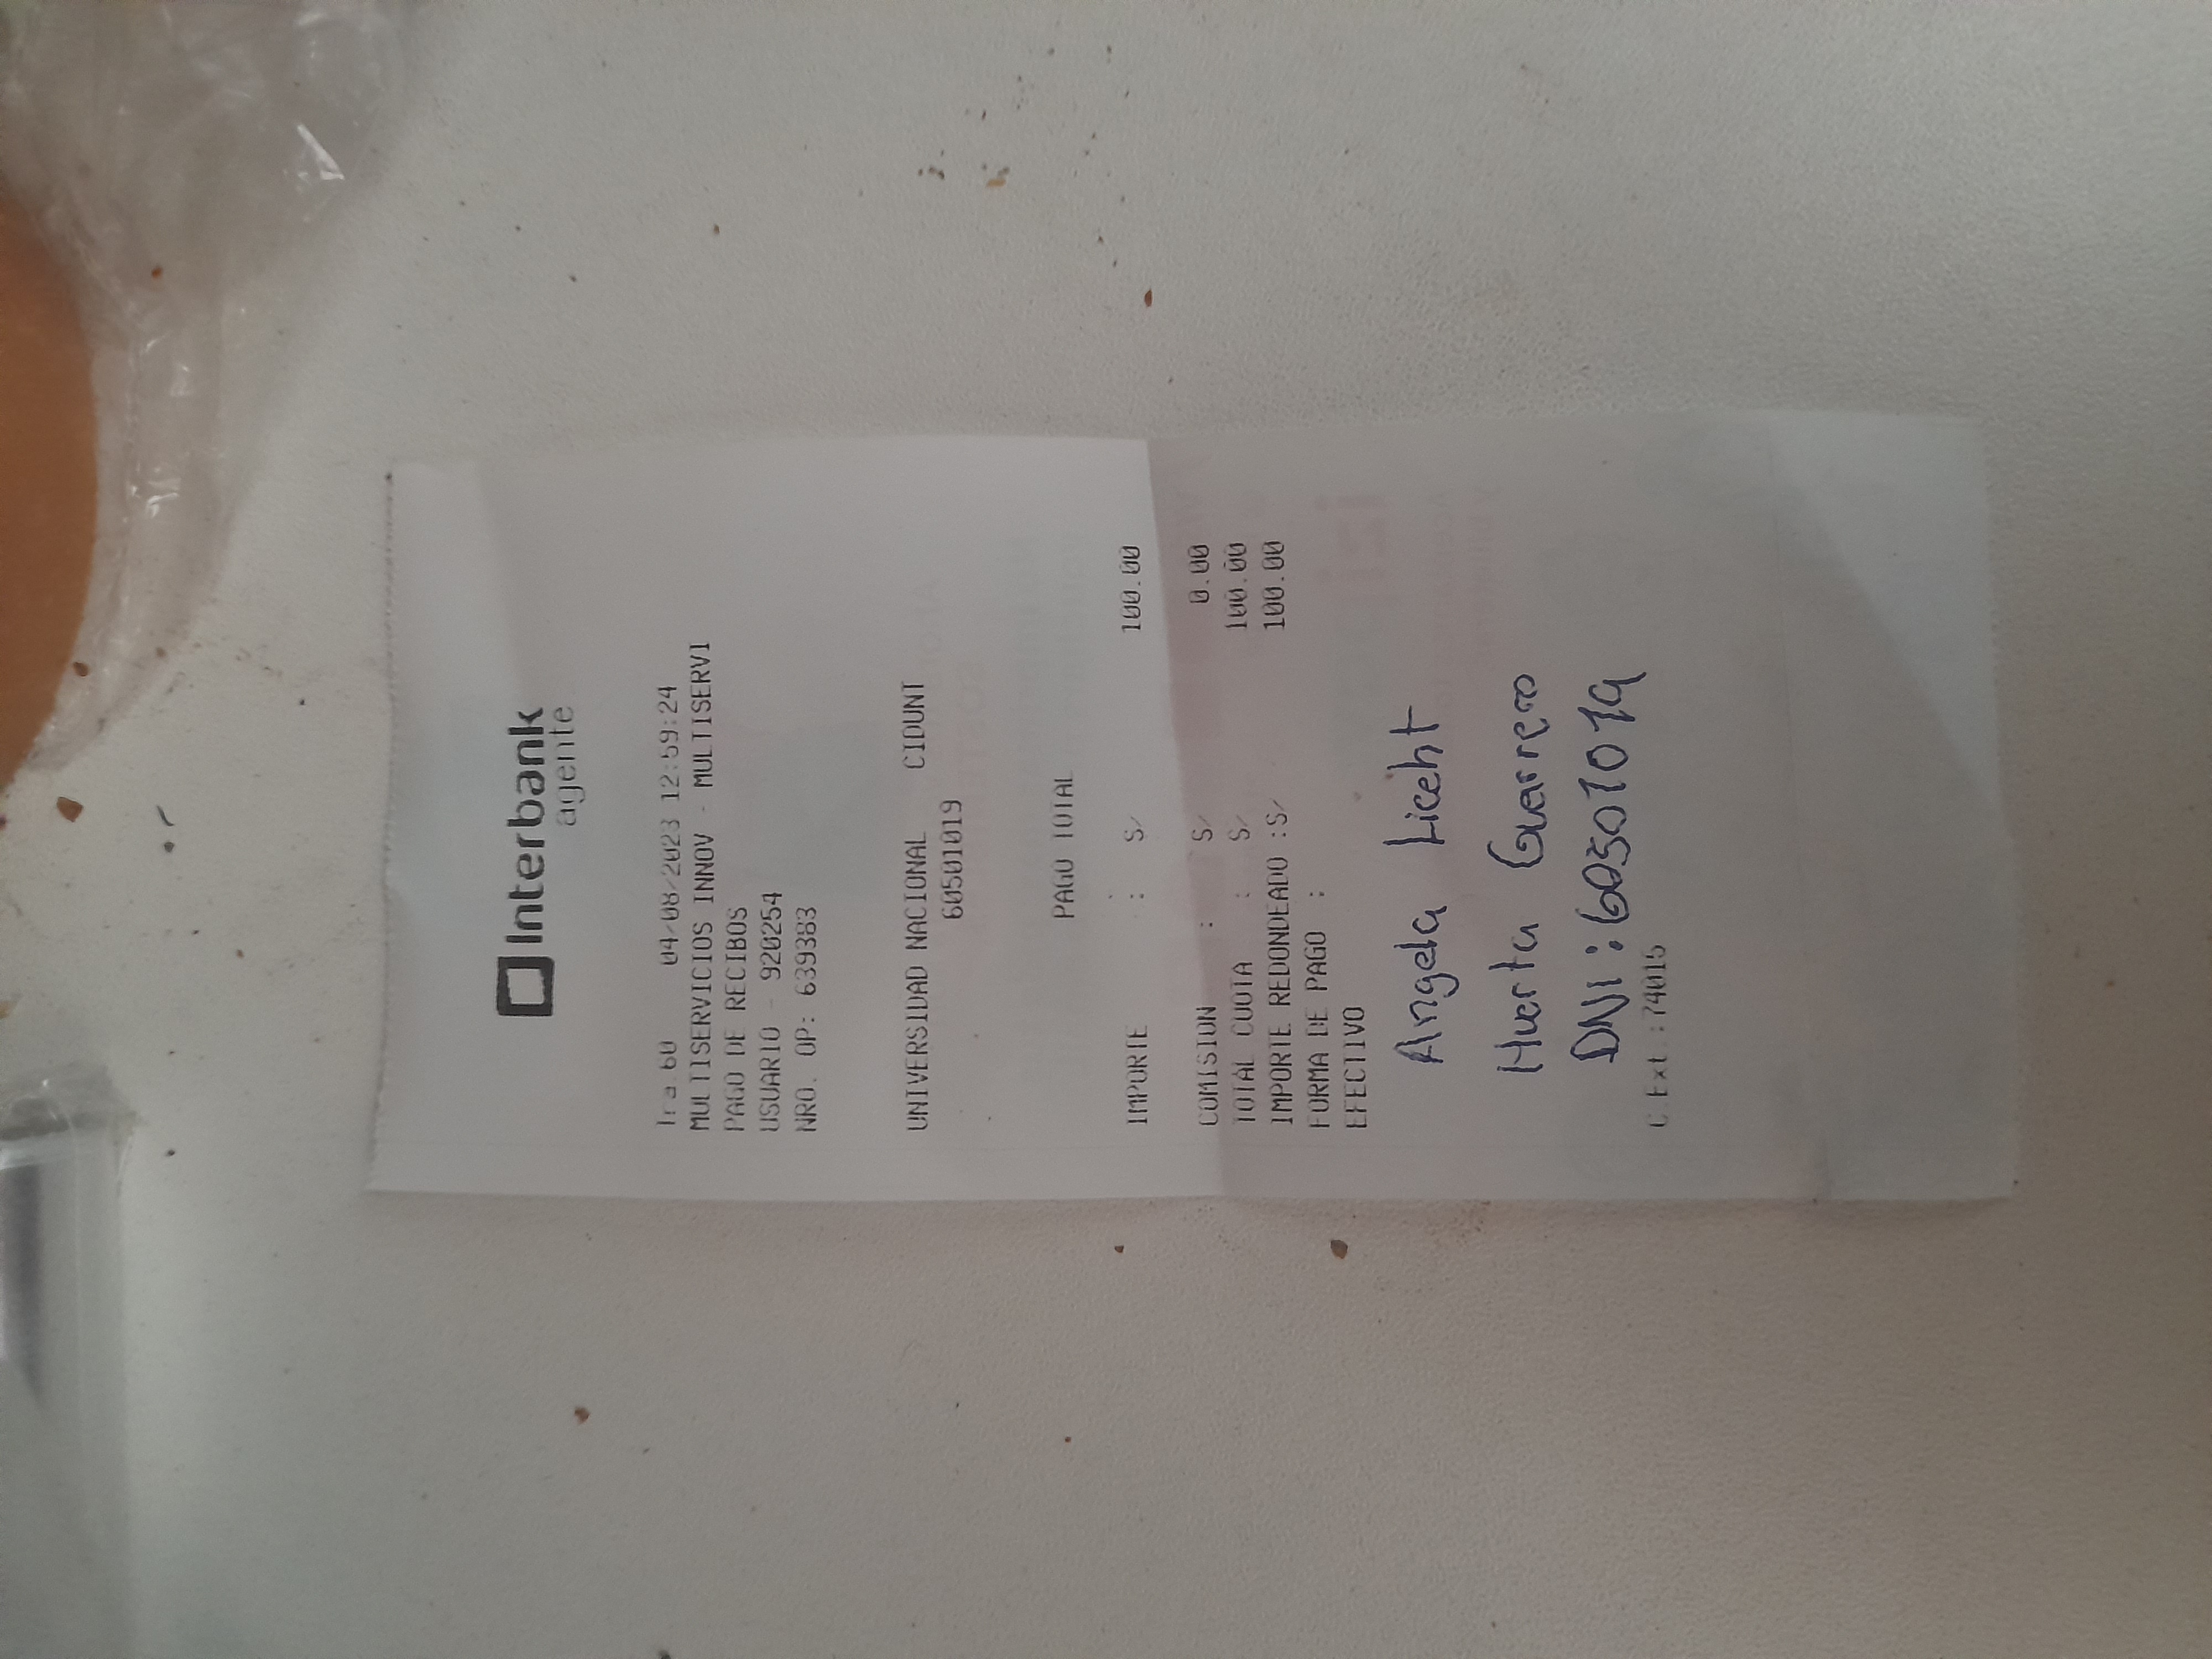 Interbank
agente
Tra.60 04/08/2023 12:59:24
MULTISERVICIOS INNOV - MULTISERVI
PAGO DE RECIBOS
USUARIO - 920254
NRO. OP: 639383
UNIVERSIDAD NACIONAL CIDUNT
60501019
PAGO TOTAL
IMPORTE : S/ 100.00
COMISION : S/ 0.00
TOTAL CUOTA : S/ 100.00
IMPORTE REDONDEADO :S/ 100.00
FORMA DE PAGO :
EFECTIVO
Angela Liceht
Huerta Guerrero
DNI: 60501019
C.Ext.:74015